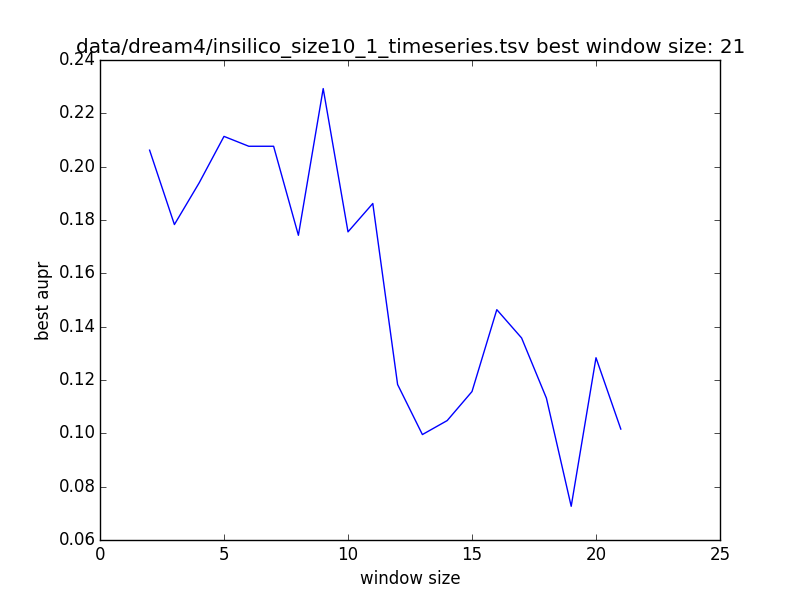 data/dream4/insilico_size10_1_timeseries.tsv best window size: 21
0.24
0.22
0.20
0.18
0.16
0.14
0.12
0.10
0.08
0.06
best aupr
0 5 10 15 20 25
window size